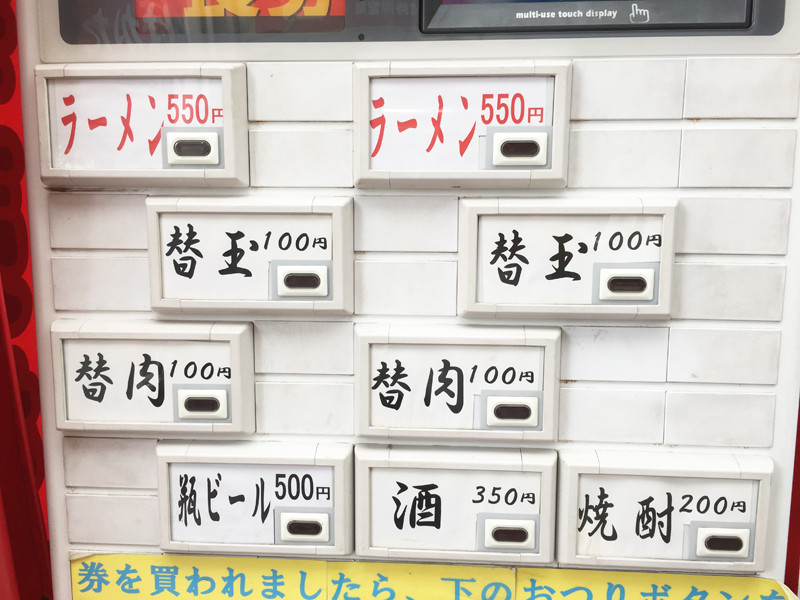 multi-use touch display
ラーメン 550円
ラーメン 550円
替玉 100円
替玉 100円
替肉 100円
替肉 100円
瓶ビール 500円
酒 350円
焼酎 200円
券を買われましたら、下のおつりボタンを